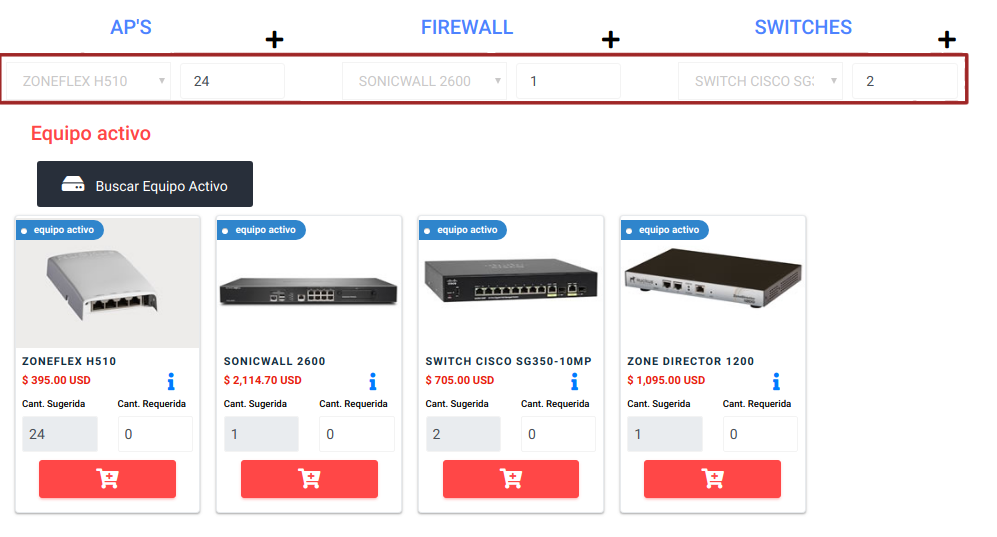 AP'S FIREWALL SWITCHES
ZONEFLEX H510 24 SONICWALL 2600 1 SWITCH CISCO SG: 2
Equipo activo
Buscar Equipo Activo
equipo activo equipo activo equipo activo equipo activo
ZONEFLEX H510 SONICWALL 2600 SWITCH CISCO SG350-10MP ZONE DIRECTOR 1200
$ 395.00 USD $ 2,114.70 USD $ 705.00 USD $ 1,095.00 USD
Cant. Sugerida Cant. Requerida Cant. Sugerida Cant. Requerida Cant. Sugerida Cant. Requerida Cant. Sugerida Cant. Requerida
24 0 1 0 2 0 1 0